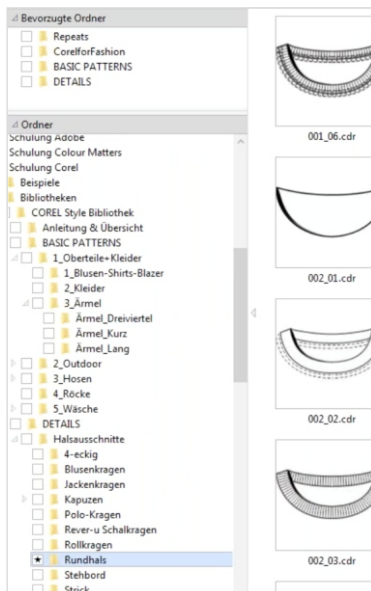 Bevorzugte Ordner
Repeats
CorelforFashion
BASIC PATTERNS
DETAILS
Ordner
Schulung Adobe
Schulung Colour Matters
Schulung Corel
Beispiele
Bibliotheken
COREL Style Bibliothek
Anleitung & Übersicht
BASIC PATTERNS
1_Oberteile+Kleider
1_Blusen-Shirts-Blazer
2_Kleider
3_Ärmel
Ärmel_Dreiviertel
Ärmel_Kurz
Ärmel_Lang
2_Outdoor
3_Hosen
4_Röcke
5_Wäsche
DETAILS
Halsausschnitte
4-eckig
Blusenkragen
Jackenkragen
Kapuzen
Polo-Kragen
Rever-u Schalkragen
Rollkragen
Rundhals
Stehbord
Strick
001_06.cdr
002_01.cdr
002_02.cdr
002_03.cdr